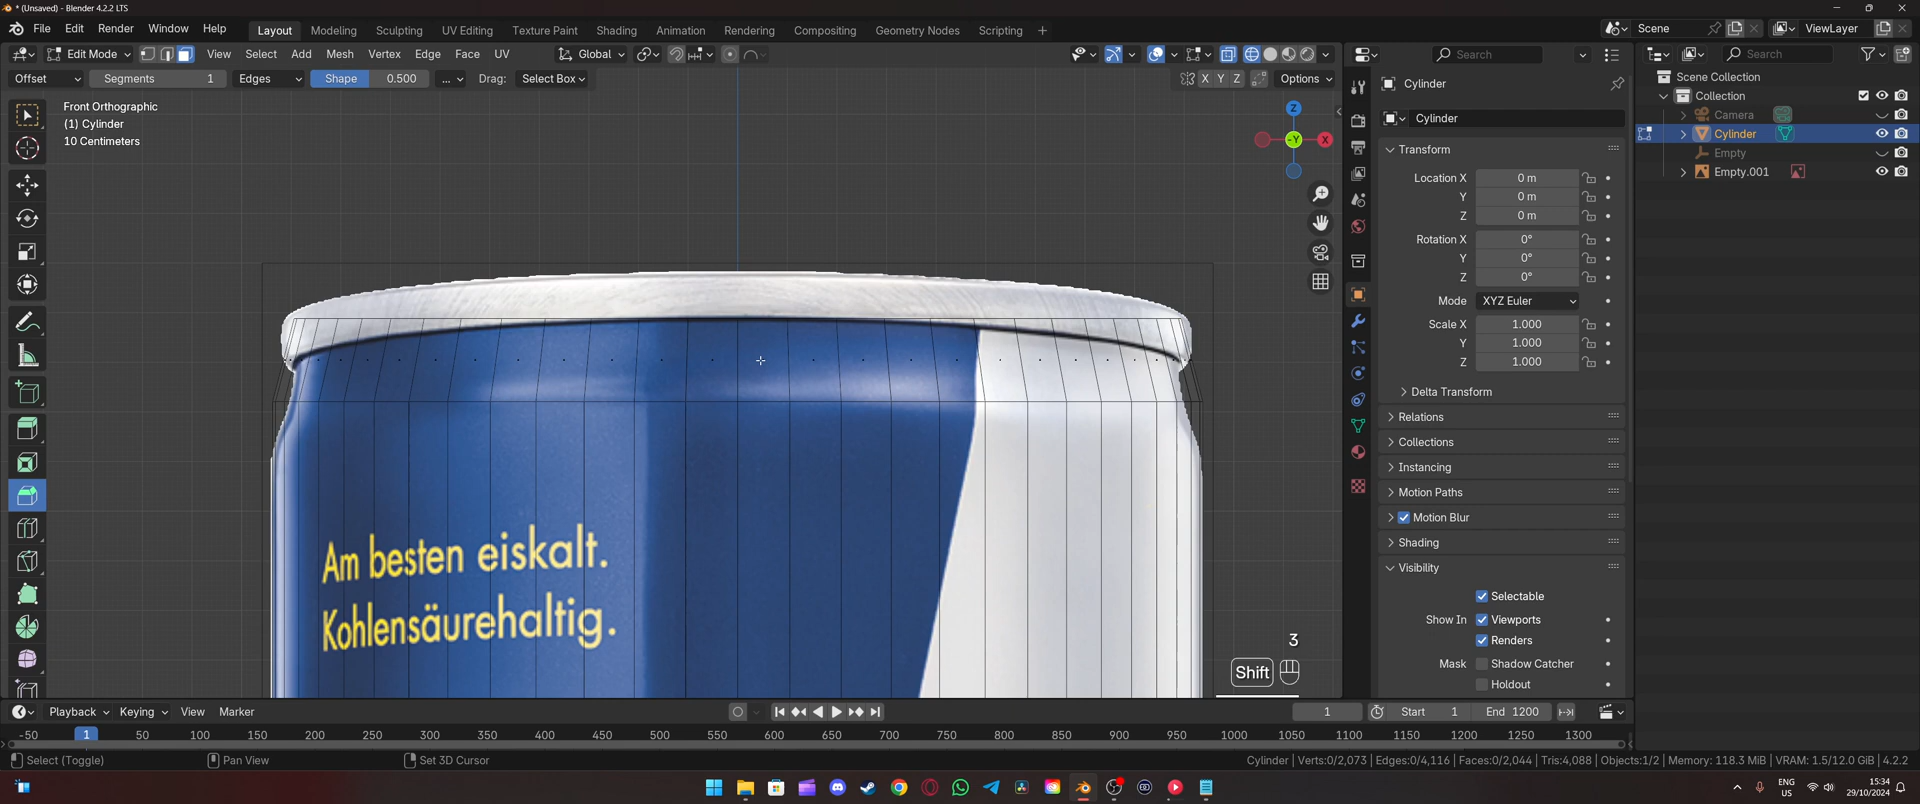 * (Unsaved) - Blender 4.2.2 LTS
File Edit Render Window Help Layout Modeling Sculpting UV Editing Texture Paint Shading Animation Rendering Compositing Geometry Nodes Scripting + Scene ViewLayer
Edit Mode View Select Add Mesh Vertex Edge Face UV Global Search Search
Offset Segments 1 Edges Shape 0.500 ... Drag: Select Box X Y Z Options
Front Orthographic
(1) Cylinder
10 Centimeters
Z
-Y
X
Am besten eiskalt.
Kohlensäurehaltig.
3
Shift
Cylinder
Cylinder
Transform
Location X 0 m
Y 0 m
Z 0 m
Rotation X 0°
Y 0°
Z 0°
Mode XYZ Euler
Scale X 1.000
Y 1.000
Z 1.000
Delta Transform
Relations
Collections
Instancing
Motion Paths
Motion Blur
Shading
Visibility
Selectable
Show In Viewports
Renders
Mask Shadow Catcher
Holdout
Scene Collection
Collection
Camera
Cylinder
Empty
Empty.001
Playback Keying View Marker 1 Start 1 End 1200
-50 1 50 100 150 200 250 300 350 400 450 500 550 600 650 700 750 800 850 900 950 1000 1050 1100 1150 1200 1250 1300
Select (Toggle) Pan View Set 3D Cursor Cylinder | Verts:0/2,073 | Edges:0/4,116 | Faces:0/2,044 | Tris:4,088 | Objects:1/2 | Memory: 118.3 MiB | VRAM: 1.5/12.0 GiB | 4.2.2
ENG
US
15:34
29/10/2024